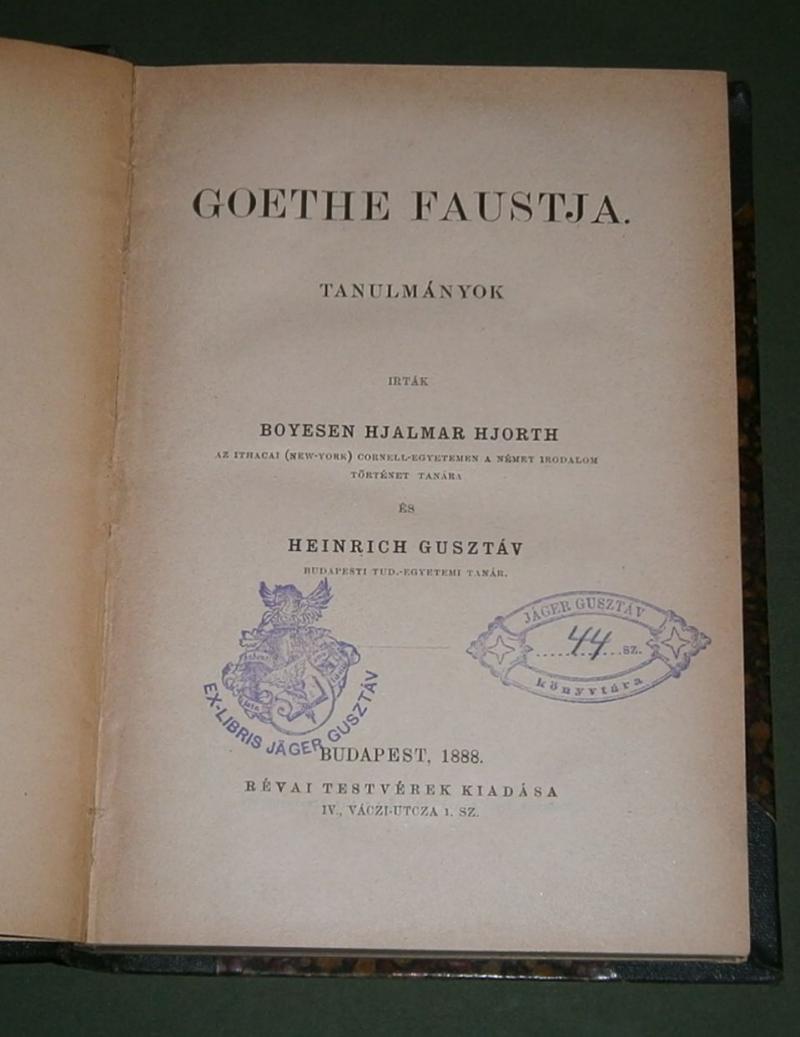 GOETHE FAUSTJA.
TANULMÁNYOK
IRTÁK
BOYESEN HJALMAR HJORTH
AZ ITHACAI (NEW-YORK) CORNELL-EGYETEMEN A NÉMET IRODALOM
TÖRTÉNET TANÁRA
ÉS
HEINRICH GUSZTÁV
BUDAPESTI TUD.-EGYETEMI TANÁR.
JÁGER GUSZTÁV
44 SZ.
könyvtára
EX-LIBRIS JÁGER GUSZTÁV
BUDAPEST, 1888.
RÉVAI TESTVÉREK KIADÁSA
IV., VÁCZI-UTCZA 1. SZ.